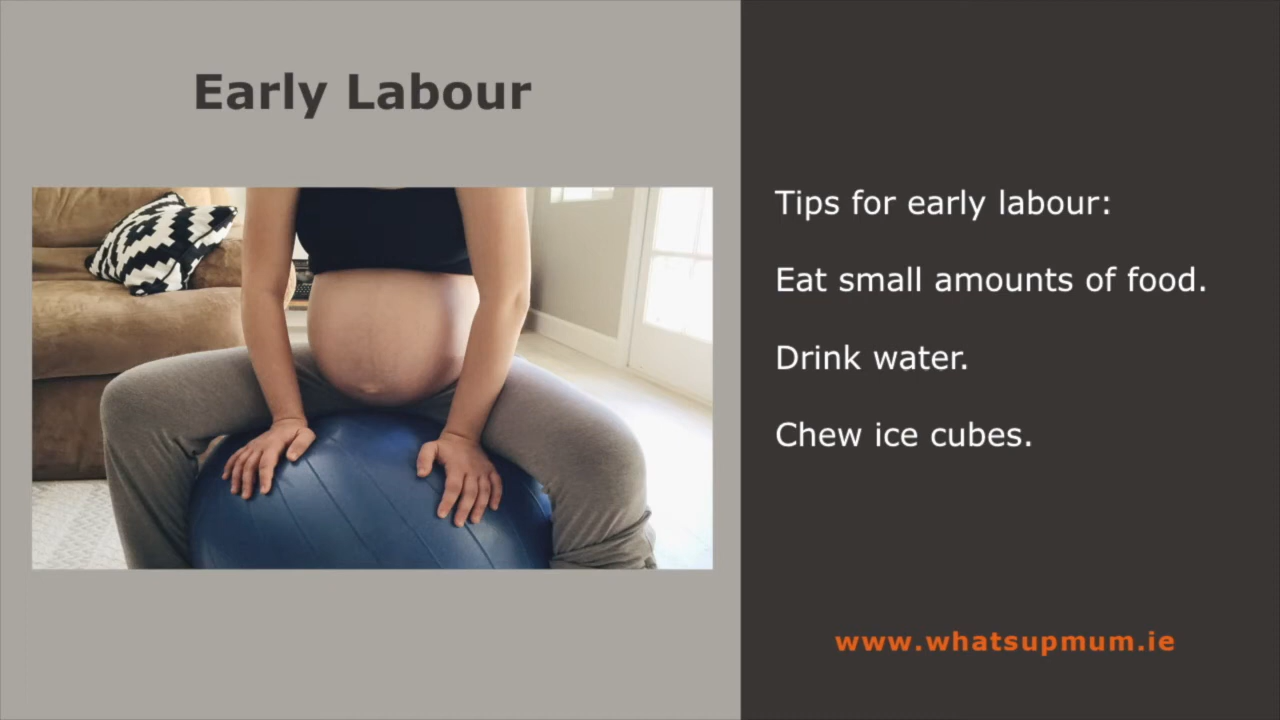 Early Labour
Tips for early labour:
Eat small amounts of food.
Drink water.
Chew ice cubes.
www.whatsupmum.ie